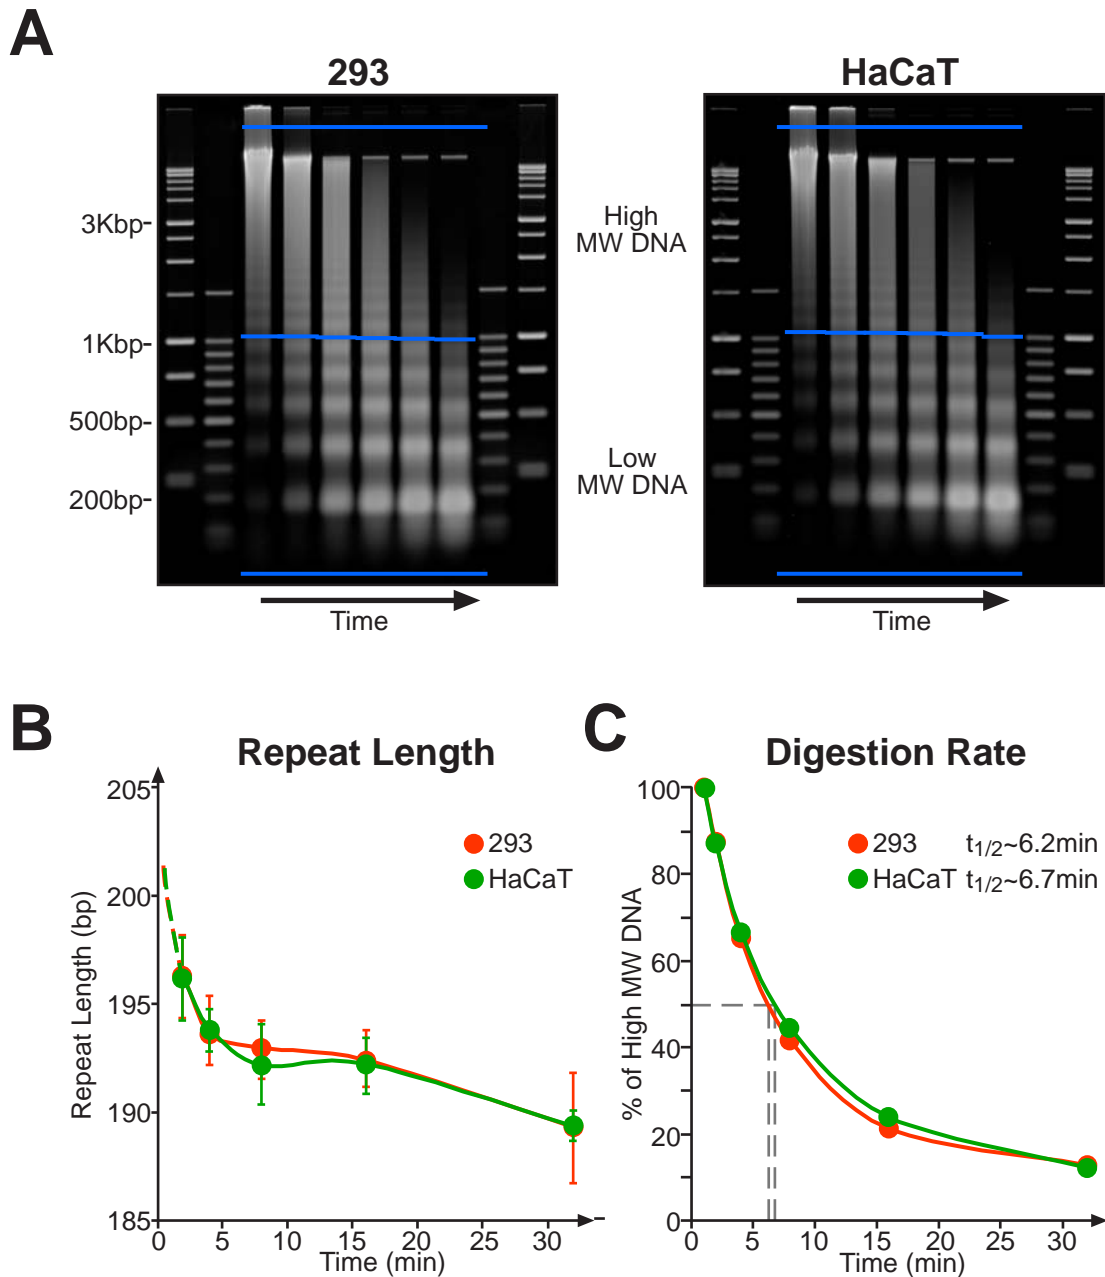 A
293
HaCaT
3Kbp
1Kbp
500bp
200bp
High
MW DNA
Low
MW DNA
Time
Time
B
Repeat Length
205
200
195
190
185
Repeat Length (bp)
293
HaCaT
0 5 10 15 20 25 30
Time (min)
C
Digestion Rate
100
80
60
40
20
0
% of High MW DNA
293 t1/2~6.2min
HaCaT t1/2~6.7min
0 5 10 15 20 25 30
Time (min)